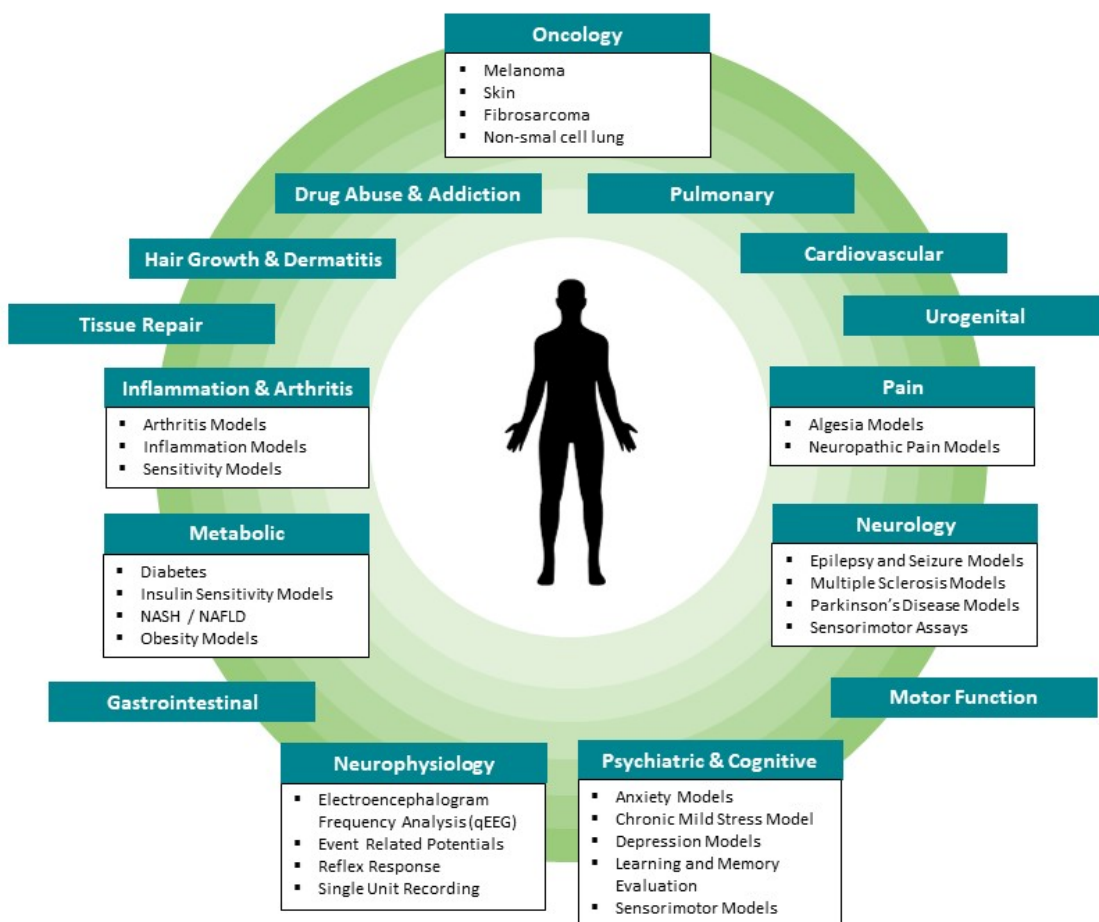 Oncology
▪ Melanoma
▪ Skin
▪ Fibrosarcoma
▪ Non-smal cell lung
Drug Abuse & Addiction
Pulmonary
Hair Growth & Dermatitis
Cardiovascular
Tissue Repair
Urogenital
Inflammation & Arthritis
▪ Arthritis Models
▪ Inflammation Models
▪ Sensitivity Models
Pain
▪ Algesia Models
▪ Neuropathic Pain Models
Metabolic
▪ Diabetes
▪ Insulin Sensitivity Models
▪ NASH / NAFLD
▪ Obesity Models
Neurology
▪ Epilepsy and Seizure Models
▪ Multiple Sclerosis Models
▪ Parkinson's Disease Models
▪ Sensorimotor Assays
Gastrointestinal
Motor Function
Neurophysiology
▪ Electroencephalogram
Frequency Analysis (qEEG)
▪ Event Related Potentials
▪ Reflex Response
▪ Single Unit Recording
Psychiatric & Cognitive
▪ Anxiety Models
▪ Chronic Mild Stress Model
▪ Depression Models
▪ Learning and Memory
Evaluation
▪ Sensorimotor Models